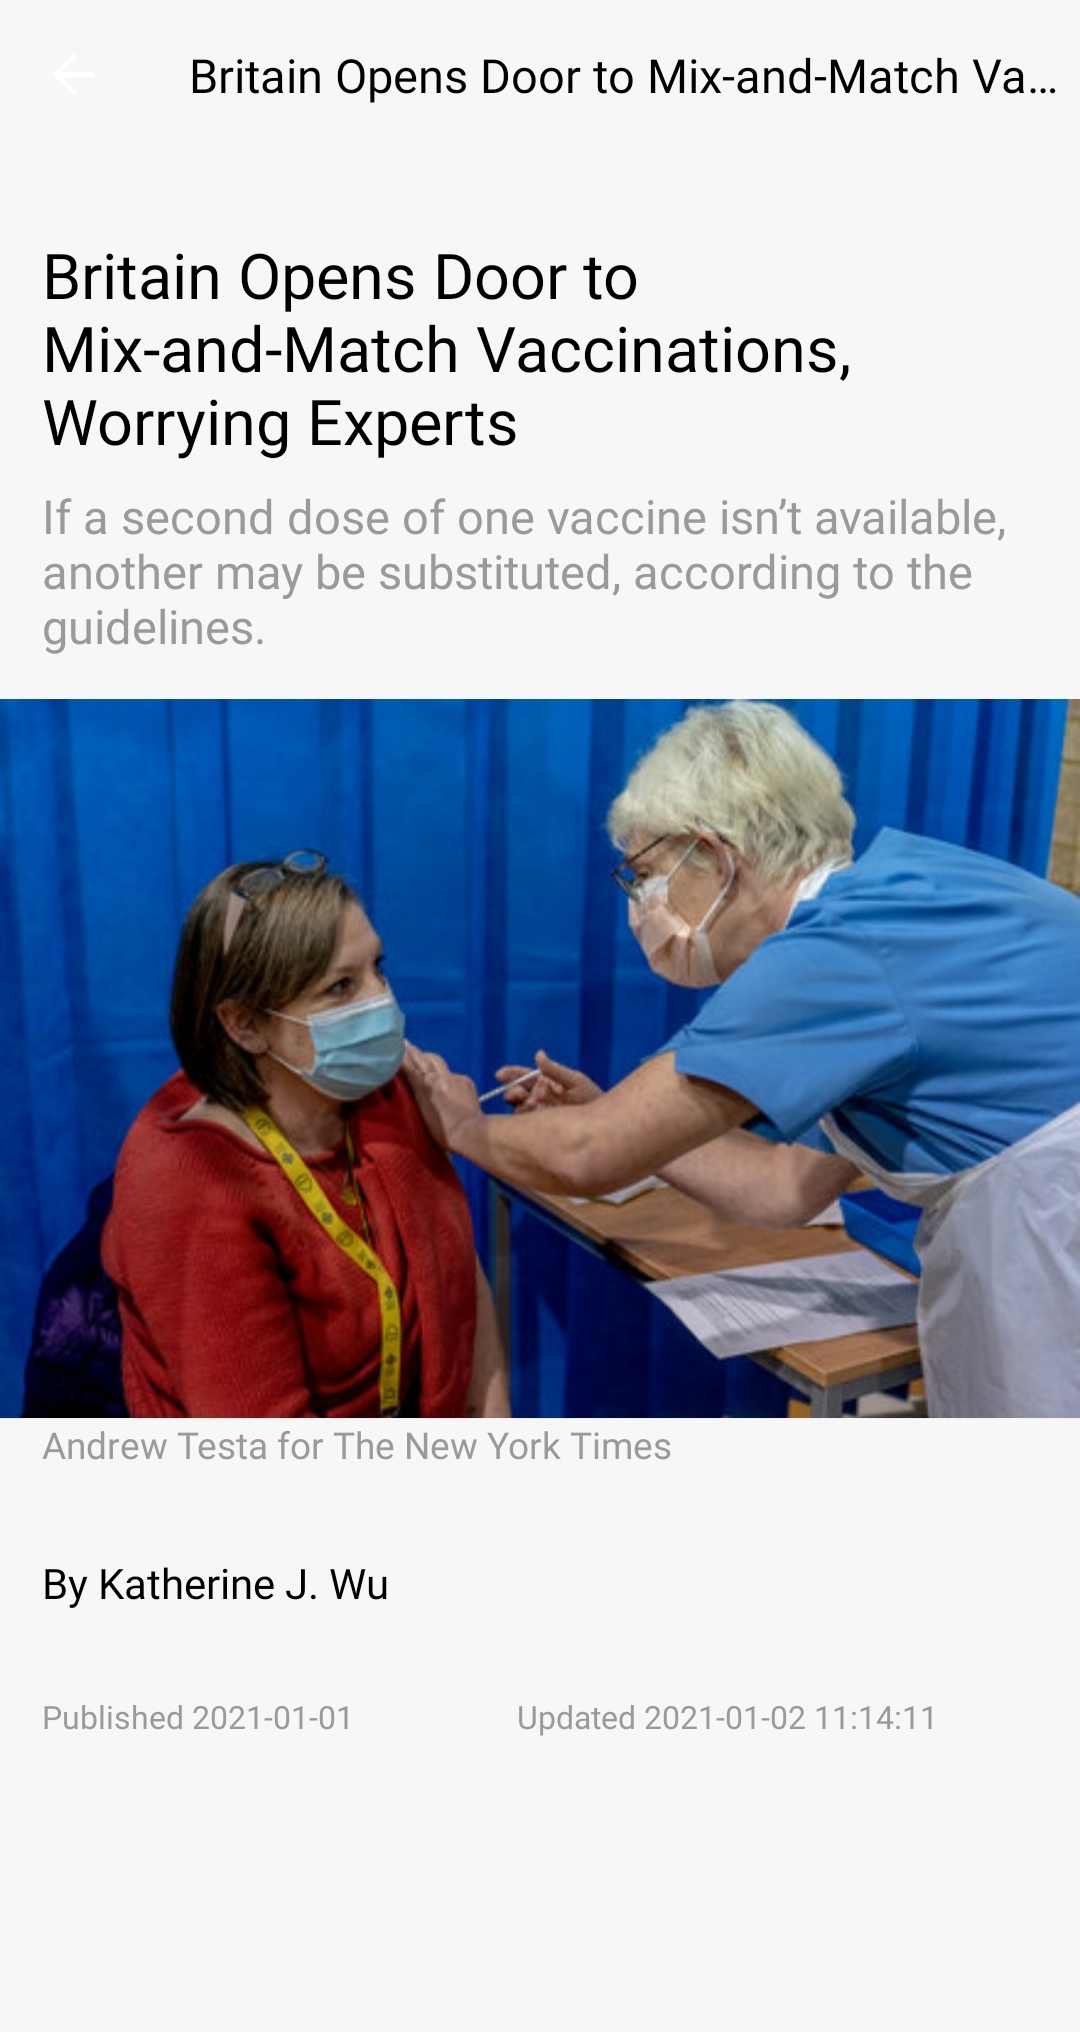 Britain Opens Door to Mix-and-Match Va...
Britain Opens Door to
Mix-and-Match Vaccinations,
Worrying Experts
If a second dose of one vaccine isn’t available,
another may be substituted, according to the
guidelines.
Andrew Testa for The New York Times
By Katherine J. Wu
Published 2021-01-01
Updated 2021-01-02 11:14:11